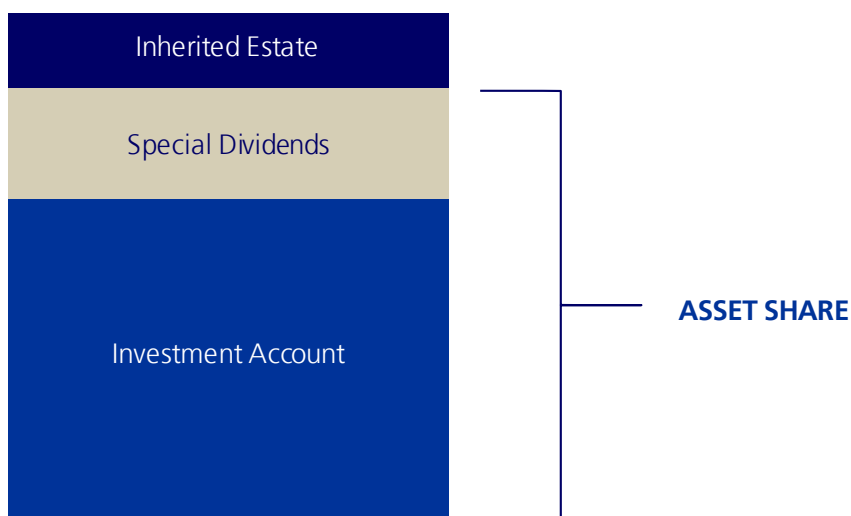 Inherited Estate
Special Dividends
Investment Account
ASSET SHARE